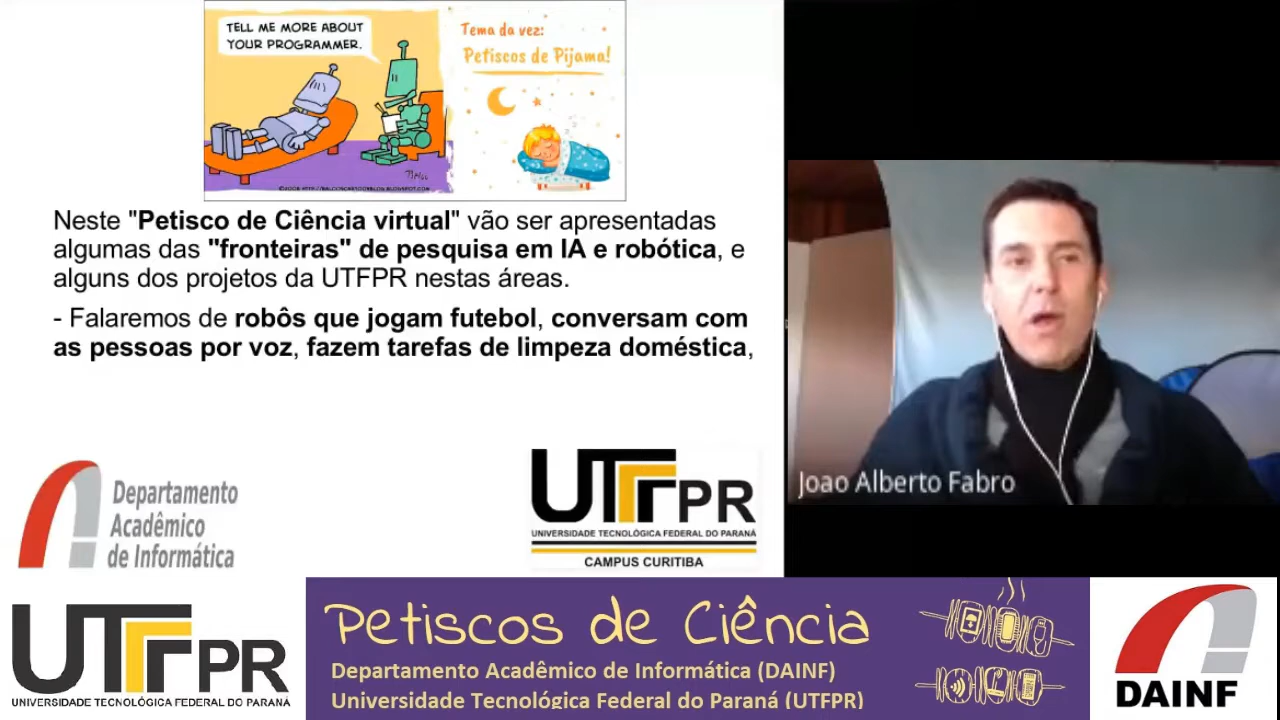 TELL ME MORE ABOUT
YOUR PROGRAMMER.
Tema da vez:
Petiscos de Pijama!
Neste "Petisco de Ciência virtual" vão ser apresentadas
algumas das "fronteiras" de pesquisa em IA e robótica, e
alguns dos projetos da UTFPR nestas áreas.
- Falaremos de robôs que jogam futebol, conversam com
as pessoas por voz, fazem tarefas de limpeza doméstica,
Departamento
Acadêmico
de Informática
UTFPR
UNIVERSIDADE TECNOLÓGICA FEDERAL DO PARANÁ
CAMPUS CURITIBA
Joao Alberto Fabro
UTFPR
UNIVERSIDADE TECNOLÓGICA FEDERAL DO PARANÁ
Petiscos de Ciência
Departamento Acadêmico de Informática (DAINF)
Universidade Tecnológica Federal do Paraná (UTFPR)
DAINF